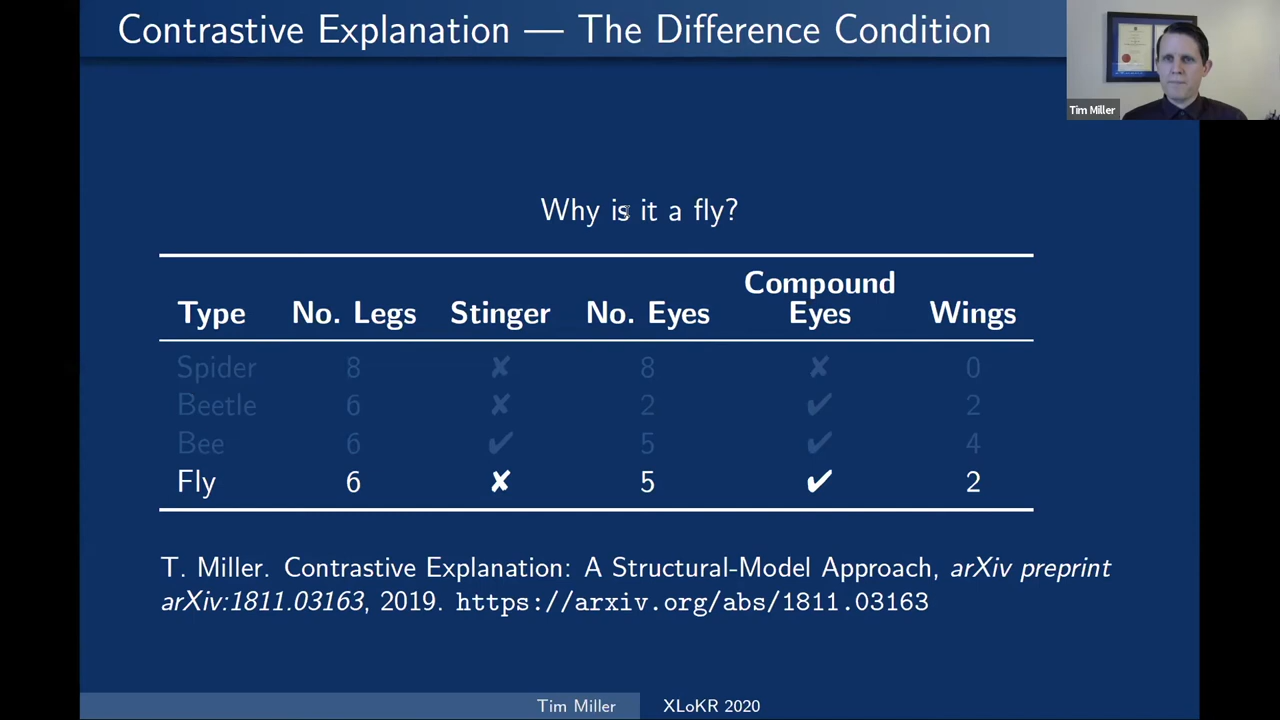 Contrastive Explanation — The Difference Condition
Tim Miller
Why is it a fly?
Type No. Legs Stinger No. Eyes Compound Eyes Wings
Spider 8 ✘ 8 ✘ 0
Beetle 6 ✘ 2 ✔ 2
Bee 6 ✔ 5 ✔ 4
Fly 6 ✘ 5 ✔ 2
T. Miller. Contrastive Explanation: A Structural-Model Approach, arXiv preprint
arXiv:1811.03163, 2019. https://arxiv.org/abs/1811.03163
Tim Miller XLoKR 2020